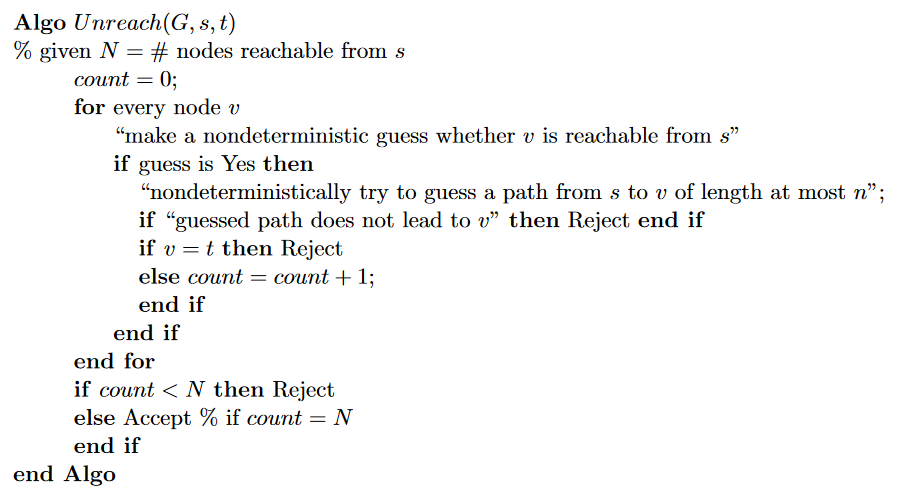 Algo Unreach(G, s, t)
% given N = # nodes reachable from s
count = 0;
for every node v
“make a nondeterministic guess whether v is reachable from s”
if guess is Yes then
“nondeterministically try to guess a path from s to v of length at most n”;
if “guessed path does not lead to v” then Reject end if
if v = t then Reject
else count = count + 1;
end if
end if
end for
if count < N then Reject
else Accept % if count = N
end if
end Algo